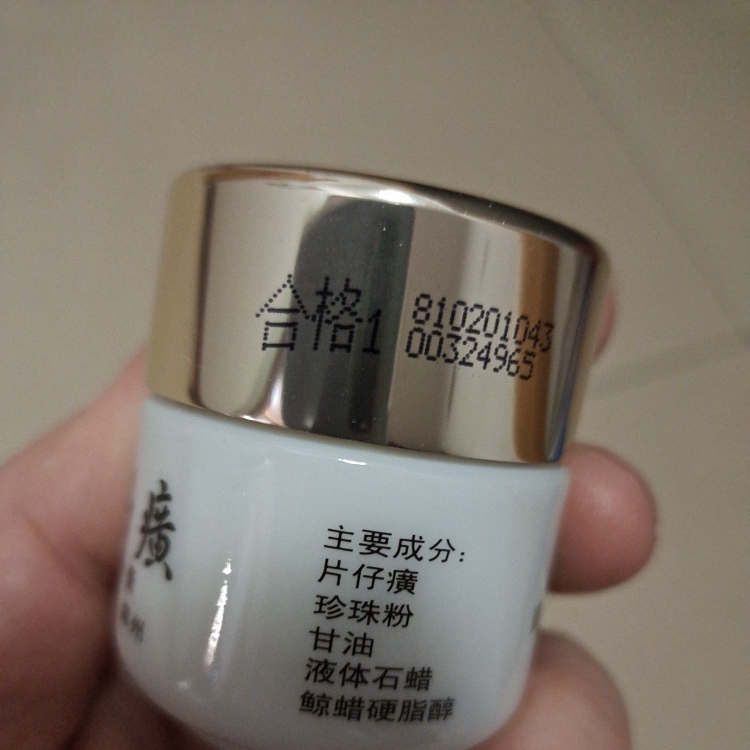 合格1 810201043
00324965
癀
主要成分:
片仔癀
珍珠粉
甘油
液体石蜡
鲸蜡硬脂醇